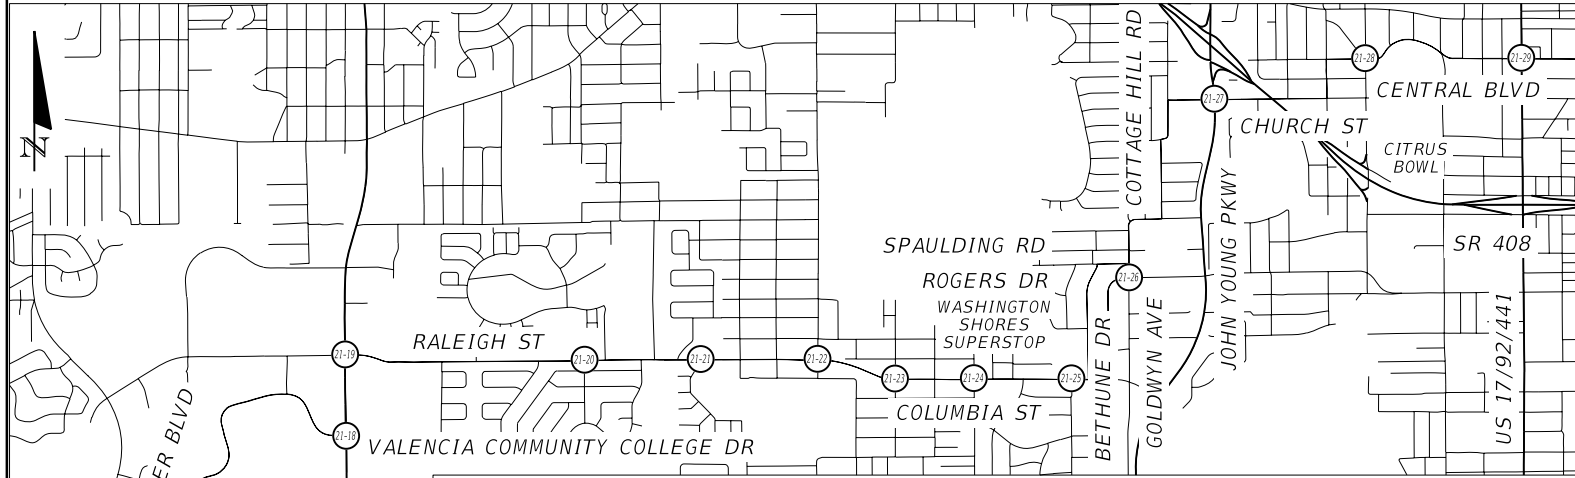 COTTAGE HILL RD
21-28
21-29
CENTRAL BLVD
21-27
CHURCH ST
N
CITRUS
BOWL
JOHN YOUNG PKWY
SPAULDING RD
SR 408
ROGERS DR
21-26
WASHINGTON
SHORES
SUPERSTOP
RALEIGH ST
21-19
21-20
21-21
21-22
21-23
21-24
21-25
BETHUNE DR
GOLDWYN AVE
US 17/92/441
COLUMBIA ST
ER BLVD
21-18
VALENCIA COMMUNITY COLLEGE DR